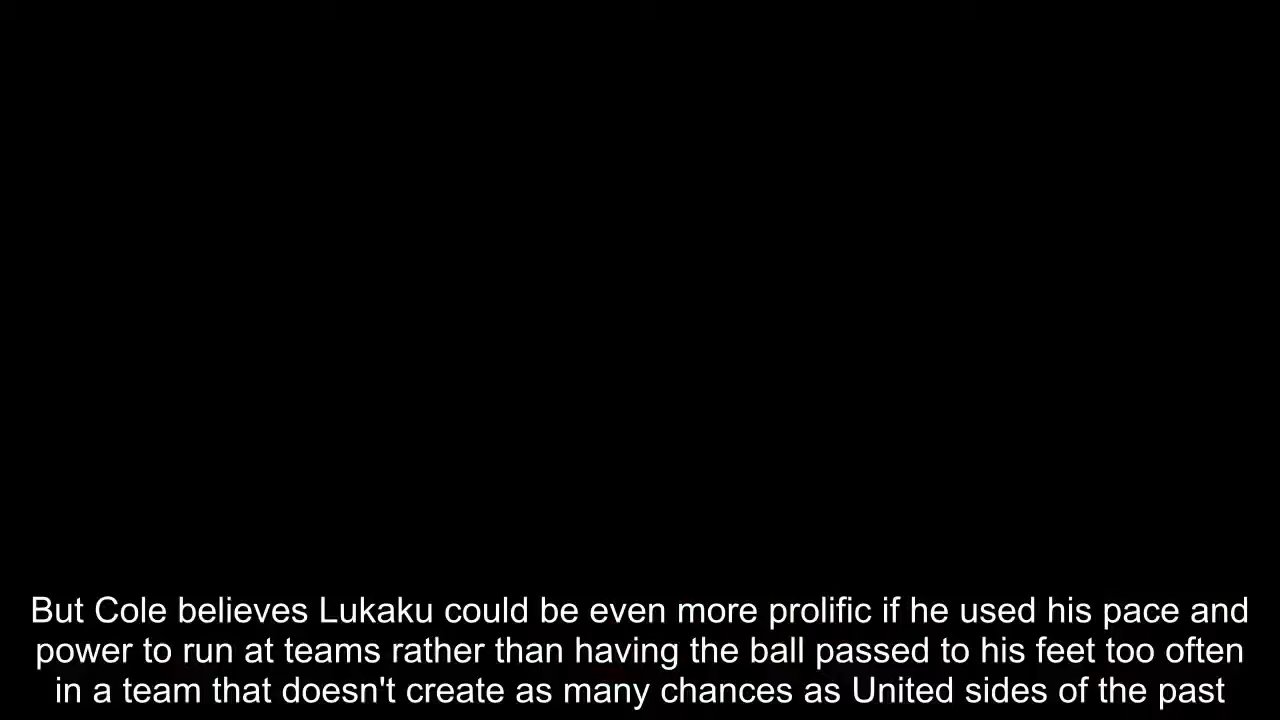 But Cole believes Lukaku could be even more prolific if he used his pace and
power to run at teams rather than having the ball passed to his feet too often
in a team that doesn't create as many chances as United sides of the past